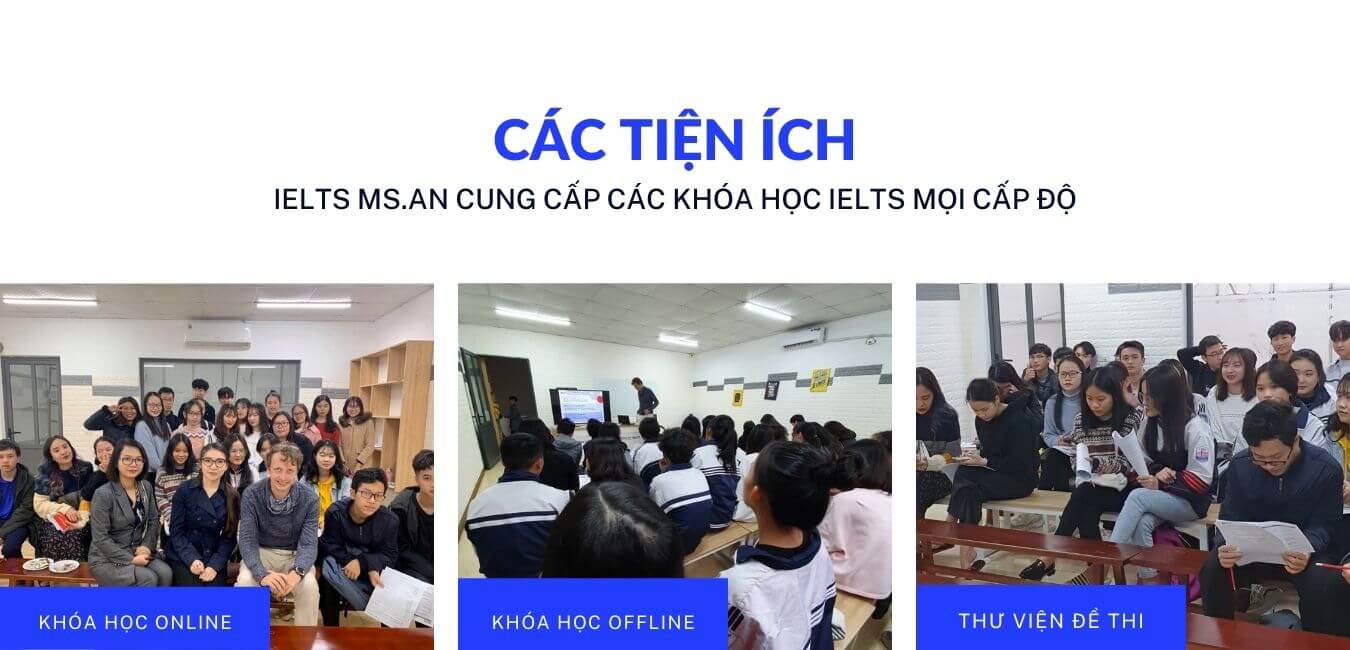 CÁC TIỆN ÍCH
IELTS MS.AN CUNG CẤP CÁC KHÓA HỌC IELTS MỌI CẤP ĐỘ
KHÓA HỌC ONLINE
KHÓA HỌC OFFLINE
THƯ VIỆN ĐỀ THI